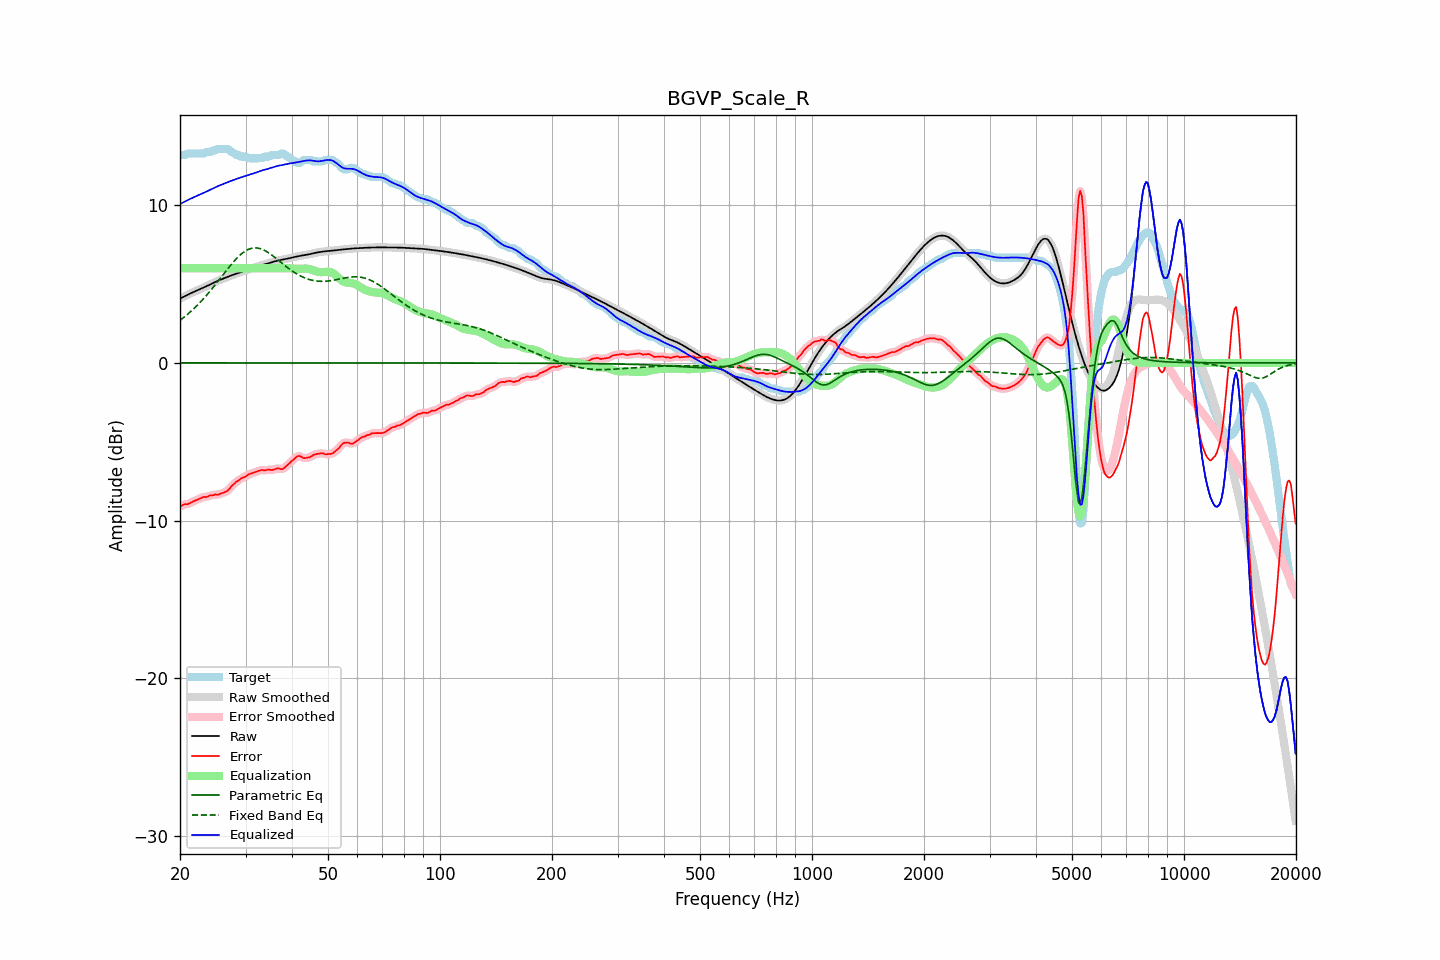 BGVP_Scale_R
Amplitude (dBr)
10
0
−10
−20
−30
20
50
100
200
500
1000
2000
5000
10000
20000
Frequency (Hz)
Target
Raw Smoothed
Error Smoothed
Raw
Error
Equalization
Parametric Eq
Fixed Band Eq
Equalized